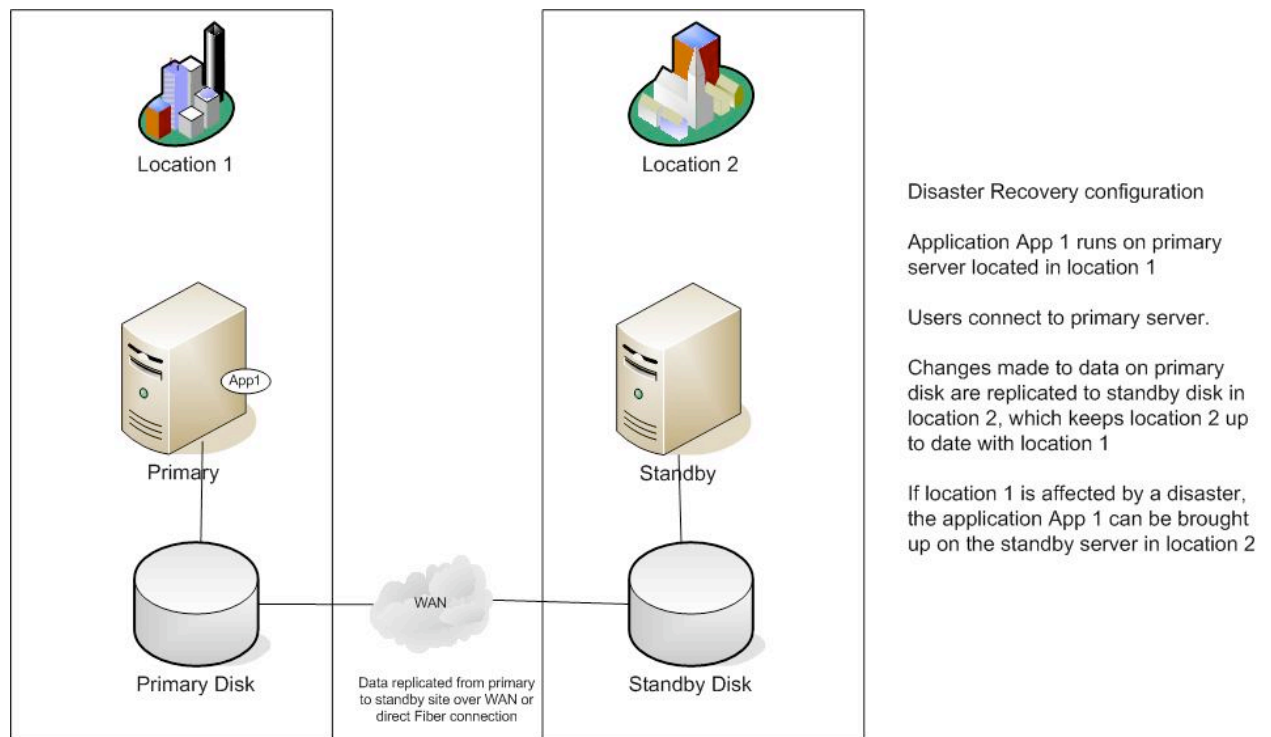 Location 1
Location 2
Disaster Recovery configuration
Application App 1 runs on primary
server located in location 1
Users connect to primary server.
Changes made to data on primary
disk are replicated to standby disk in
location 2, which keeps location 2 up
to date with location 1
If location 1 is affected by a disaster,
the application App 1 can be brought
up on the standby server in location 2
App1
Primary
Standby
WAN
Primary Disk
Data replicated from primary
to standby site over WAN or
direct Fiber connection
Standby Disk